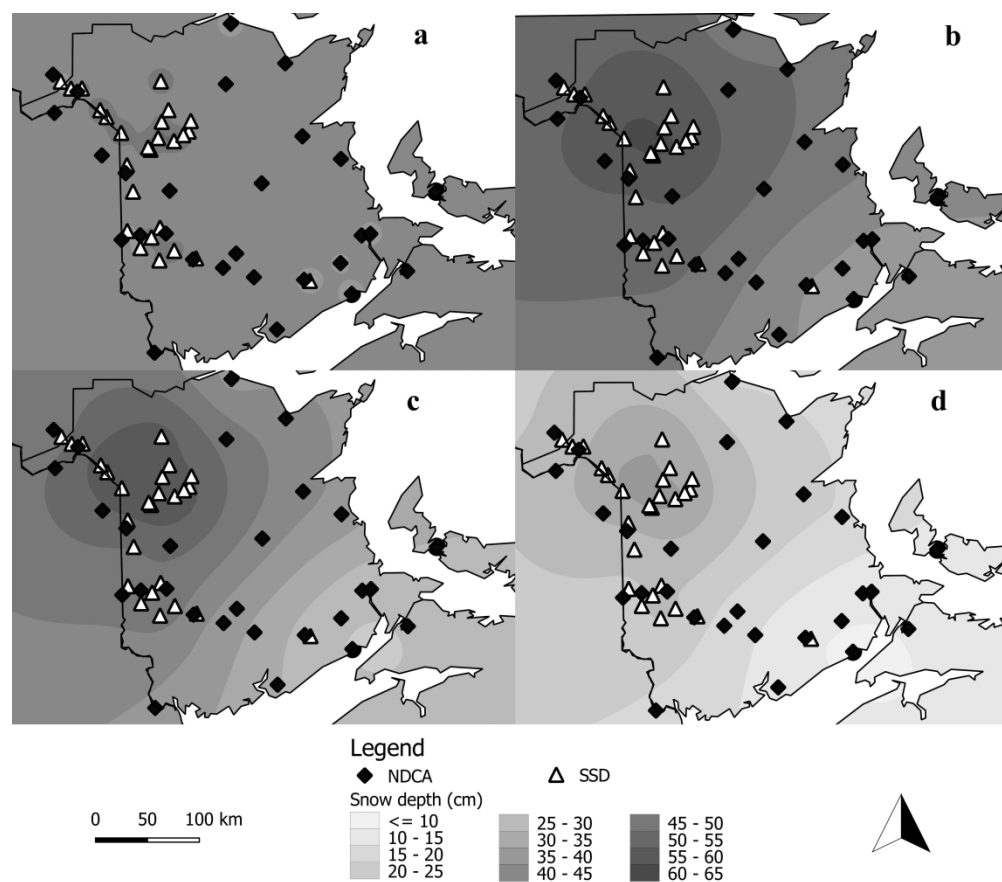 a
b
c
d
Legend
NDCA SSD
Snow depth (cm)
<= 10 25 - 30 45 - 50
10 - 15 30 - 35 50 - 55
15 - 20 35 - 40 55 - 60
20 - 25 40 - 45 60 - 65
0 50 100 km